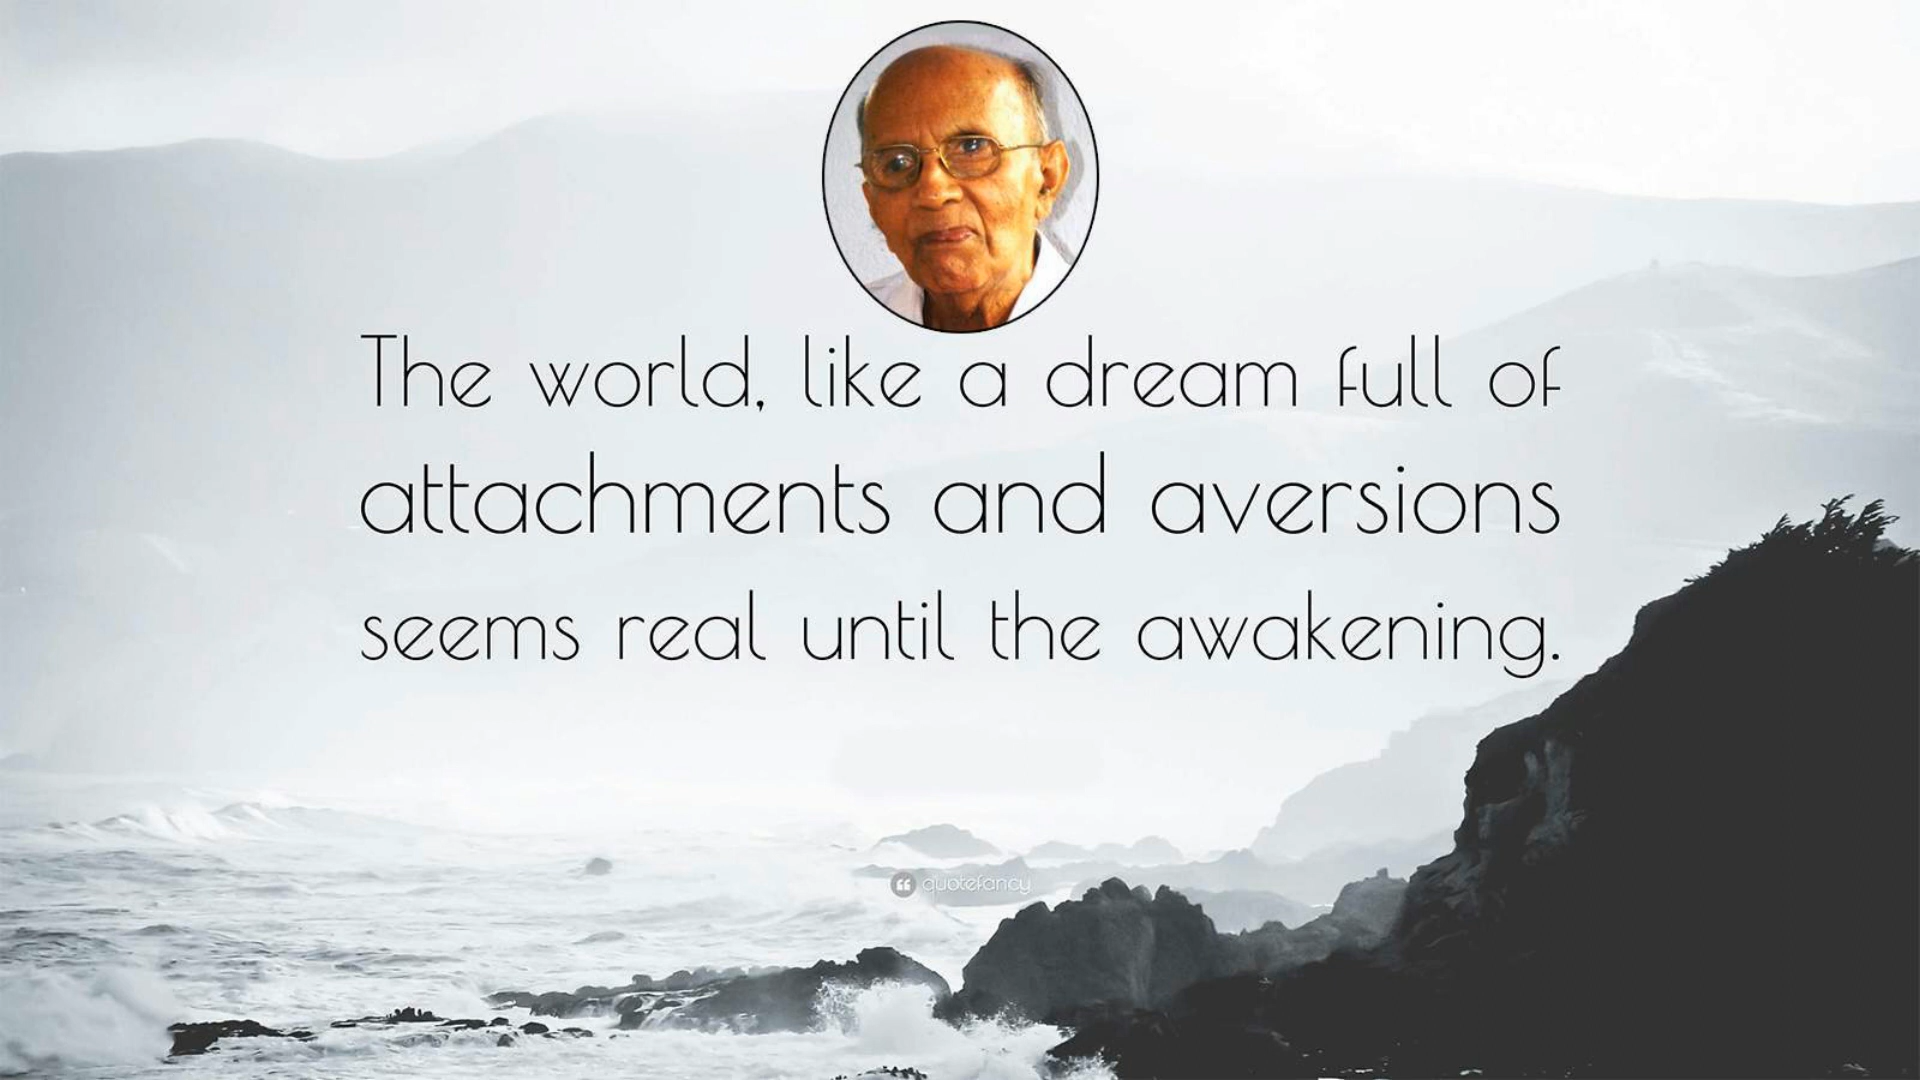 The world, like a dream full of
attachments and aversions
seems real until the awakening.
quotefancy